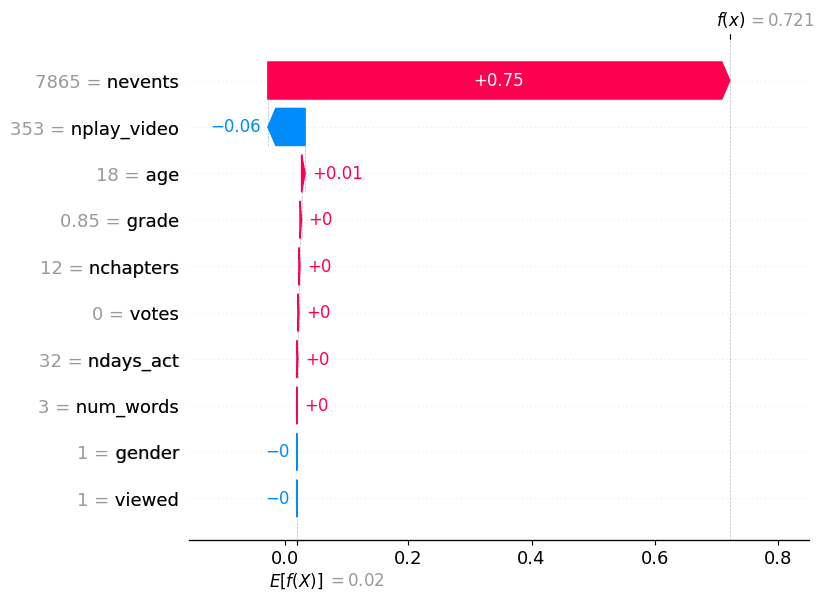 f(x) = 0.721
7865 = nevents
+0.75
353 = nplay_video
−0.06
18 = age
+0.01
0.85 = grade
+0
12 = nchapters
+0
0 = votes
+0
32 = ndays_act
+0
3 = num_words
+0
1 = gender
−0
1 = viewed
−0
0.0 0.2 0.4 0.6 0.8
E[f(X)] = 0.02